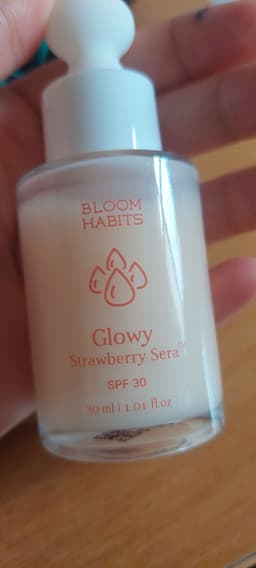 BLOOM
HABITS
Glowy
Strawberry Sera
SPF 30
30 ml | 1.01 fl.oz